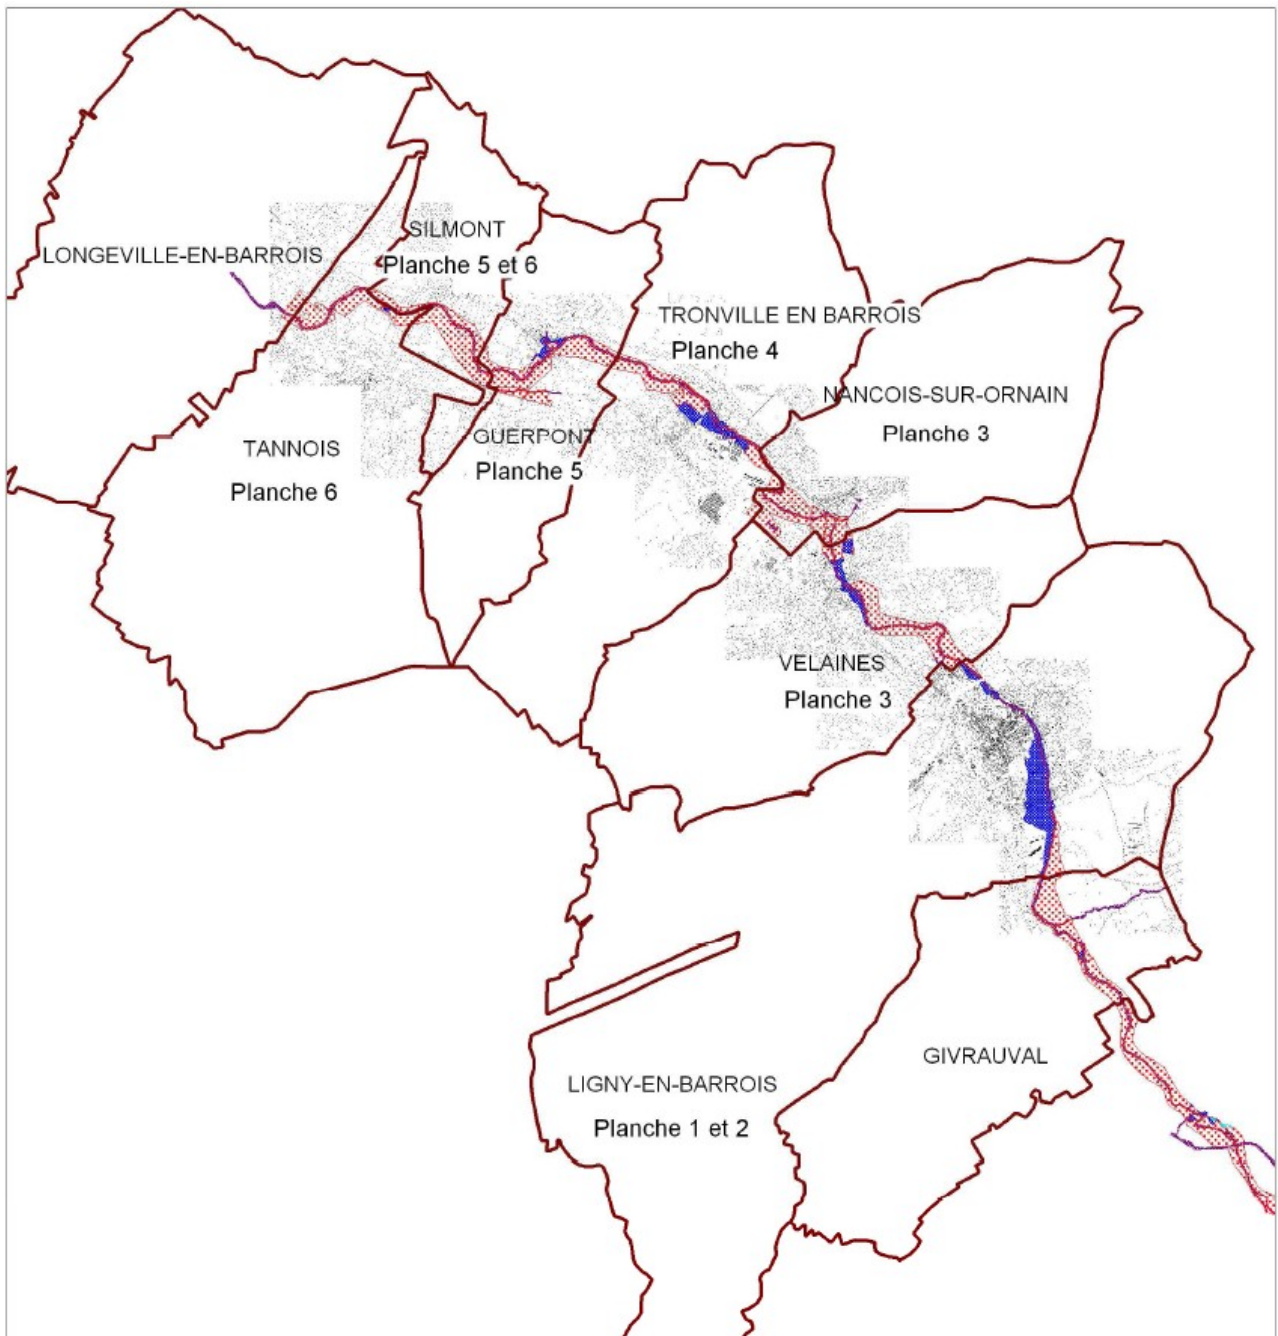 SILMONT
Planche 5 et 6
LONGEVILLE-EN-BARROIS
TRONVILLE EN BARROIS
Planche 4
NANCOIS-SUR-ORNAIN
Planche 3
TANNOIS
Planche 6
GUERPONT
Planche 5
VELAINES
Planche 3
GIVRAUVAL
LIGNY-EN-BARROIS
Planche 1 et 2